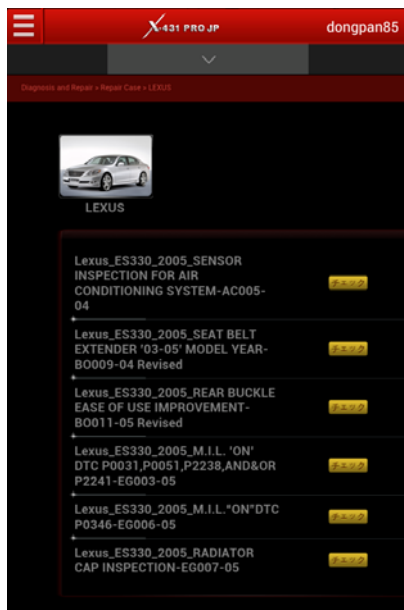 X-431 PRO JP
dongpan85
Diagnosis and Repair > Repair Case > LEXUS
LEXUS
Lexus_ES330_2005_SENSOR
INSPECTION FOR AIR
CONDITIONING SYSTEM-AC005-
04
チェック
Lexus_ES330_2005_SEAT BELT
EXTENDER '03-05' MODEL YEAR-
BO009-04 Revised
チェック
Lexus_ES330_2005_REAR BUCKLE
EASE OF USE IMPROVEMENT-
BO011-05 Revised
チェック
Lexus_ES330_2005_M.I.L. 'ON'
DTC P0031,P0051,P2238,AND&OR
P2241-EG003-05
チェック
Lexus_ES330_2005_M.I.L."ON"DTC
P0346-EG006-05
チェック
Lexus_ES330_2005_RADIATOR
CAP INSPECTION-EG007-05
チェック